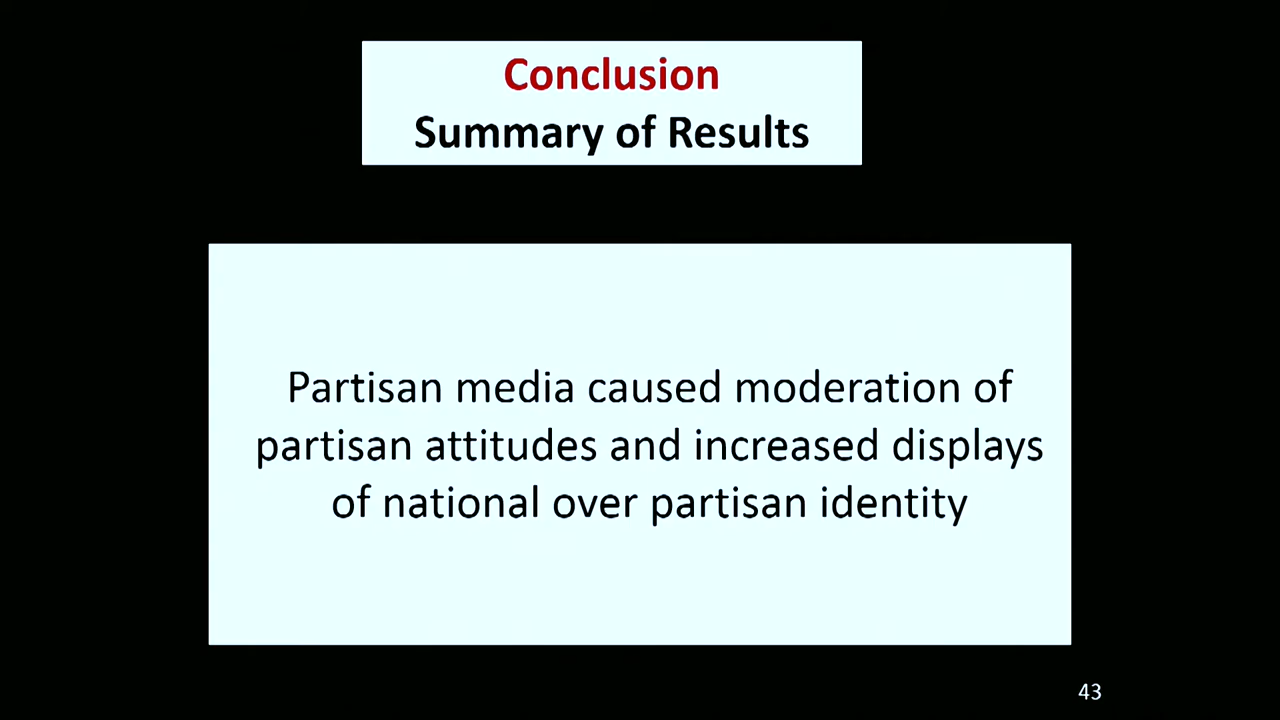 Conclusion
Summary of Results
Partisan media caused moderation of
partisan attitudes and increased displays
of national over partisan identity
43